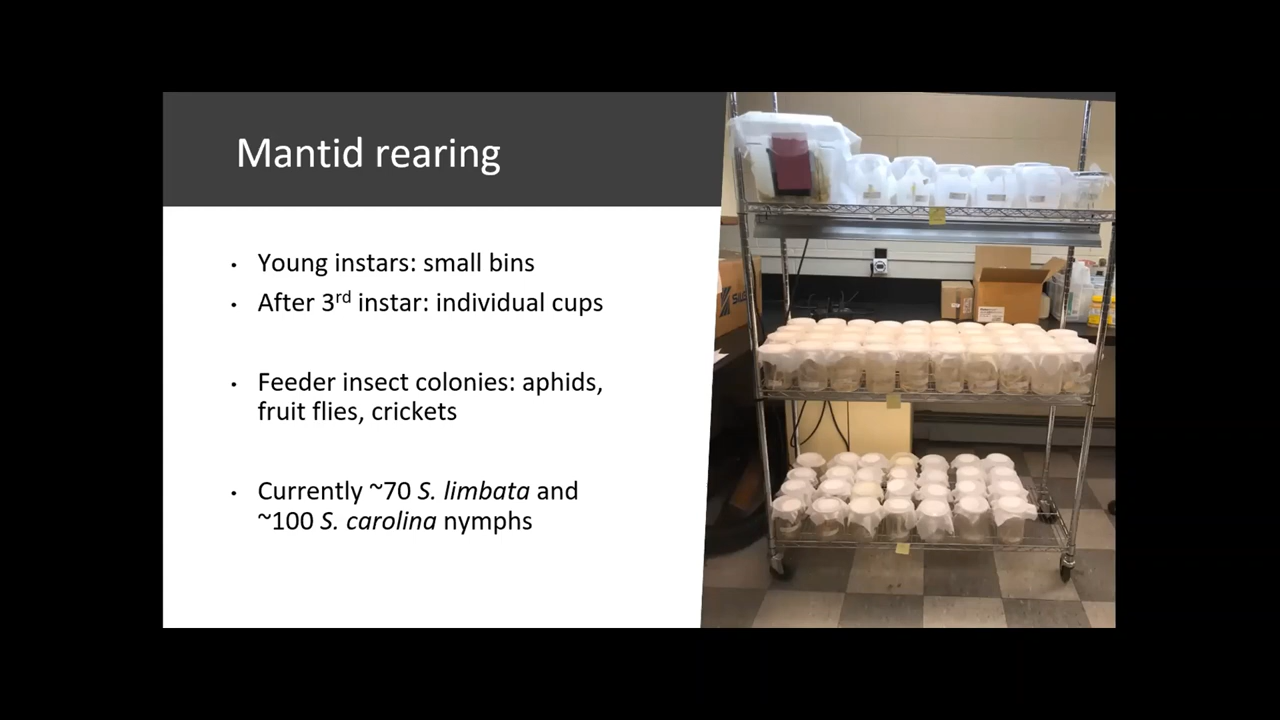 Mantid rearing
• Young instars: small bins
• After 3rd instar: individual cups
• Feeder insect colonies: aphids,
fruit flies, crickets
• Currently ~70 S. limbata and
~100 S. carolina nymphs